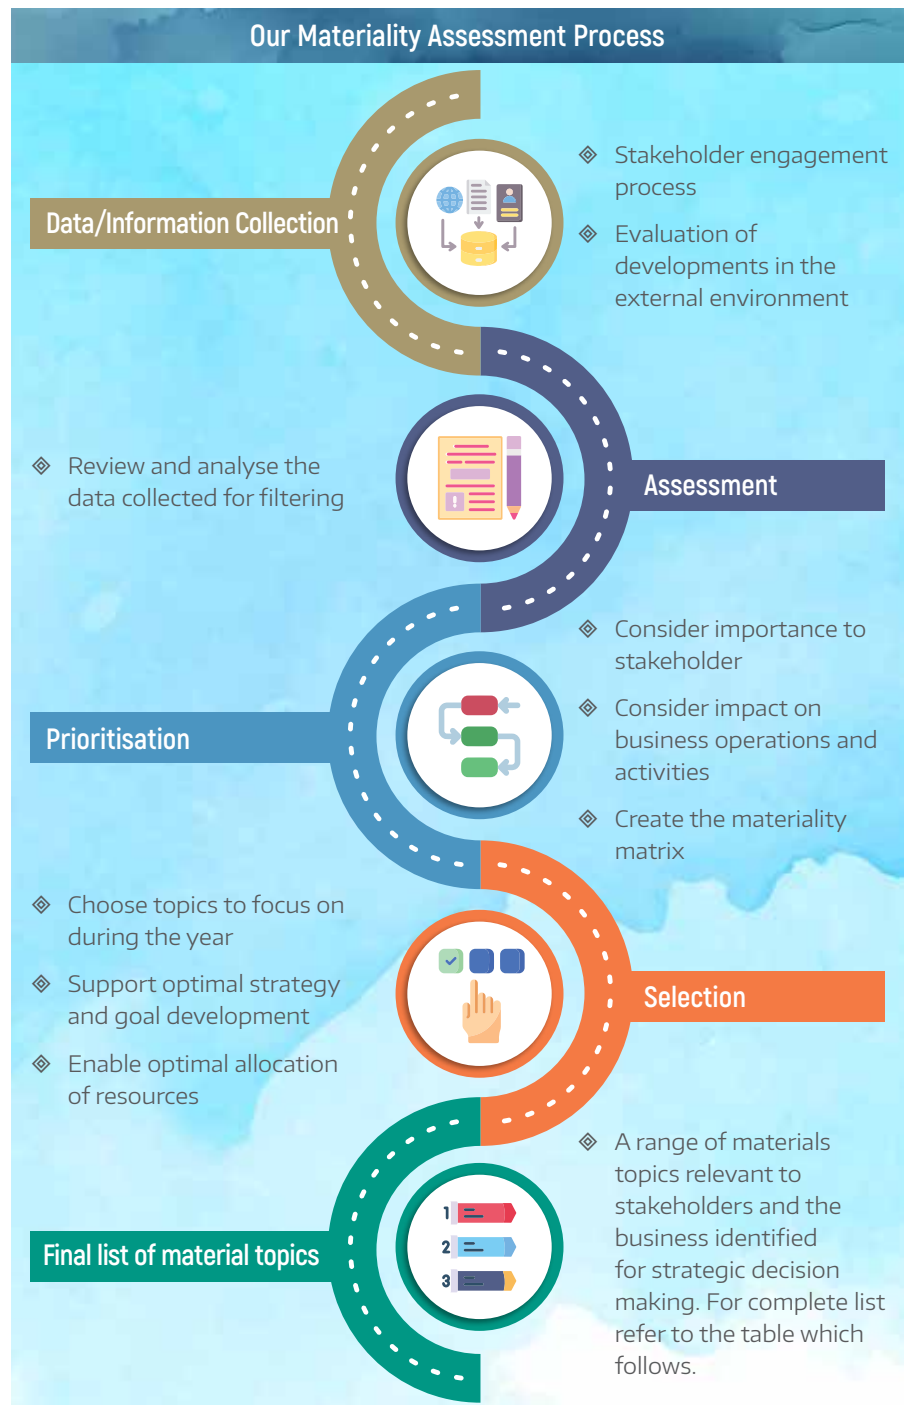 Our Materiality Assessment Process
Data/Information Collection
Stakeholder engagement
process
Evaluation of
developments in the
external environment
Assessment
Review and analyse the
data collected for filtering
Prioritisation
Consider importance to
stakeholder
Consider impact on
business operations and
activities
Create the materiality
matrix
Selection
Choose topics to focus on
during the year
Support optimal strategy
and goal development
Enable optimal allocation
of resources
Final list of material topics
1
2
3
A range of materials
topics relevant to
stakeholders and the
business identified
for strategic decision
making. For complete list
refer to the table which
follows.